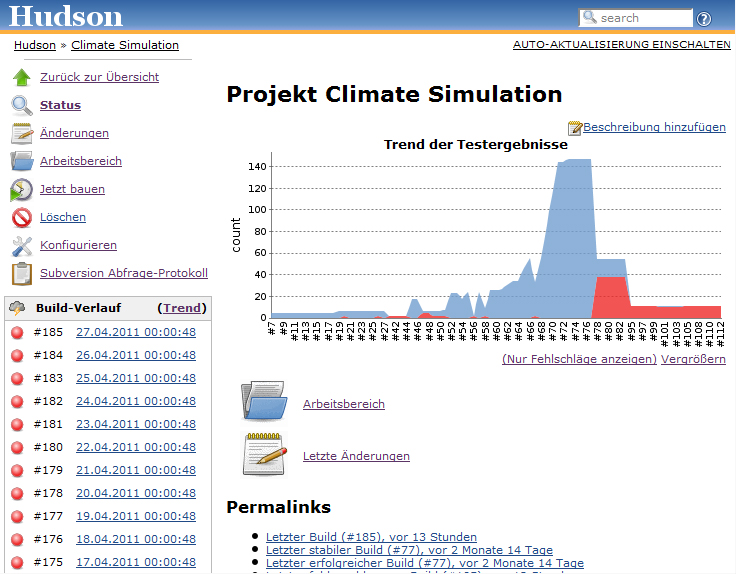 Hudson
search
Hudson » Climate Simulation
AUTO-AKTUALISIERUNG EINSCHALTEN
Zurück zur Übersicht
Status
Änderungen
Arbeitsbereich
Jetzt bauen
Löschen
Konfigurieren
Subversion Abfrage-Protokoll
Build-Verlauf (Trend)
#185 27.04.2011 00:00:48
#184 26.04.2011 00:00:48
#183 25.04.2011 00:00:48
#182 24.04.2011 00:00:48
#181 23.04.2011 00:00:48
#180 22.04.2011 00:00:48
#179 21.04.2011 00:00:48
#178 20.04.2011 00:00:48
#177 19.04.2011 00:00:48
#176 18.04.2011 00:00:48
#175 17.04.2011 00:00:48
Projekt Climate Simulation
Beschreibung hinzufügen
Trend der Testergebnisse
count
140
120
100
80
60
40
20
0
#7 #9 #11 #13 #15 #17 #19 #21 #23 #25 #27 #42 #44 #46 #48 #50 #52 #54 #56 #58 #60 #62 #64 #66 #68 #70 #72 #74 #76 #78 #80 #82 #84 #95 #97 #99 #101 #103 #105 #108 #110 #112
(Nur Fehlschläge anzeigen) Vergrößern
Arbeitsbereich
Letzte Änderungen
Permalinks
Letzter Build (#185), vor 13 Stunden
Letzter stabiler Build (#77), vor 2 Monate 14 Tage
Letzter erfolgreicher Build (#77), vor 2 Monate 14 Tage